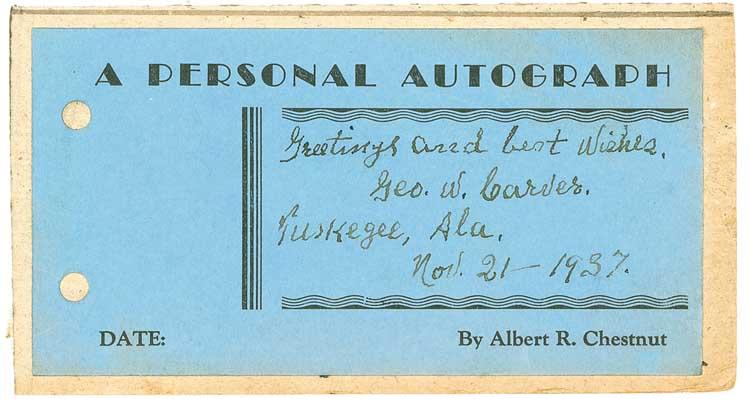 A PERSONAL AUTOGRAPH
Greetings and best wishes.
Geo. W. Carver.
Tuskegee, Ala.
Nov. 21-1937.
DATE: By Albert R. Chestnut